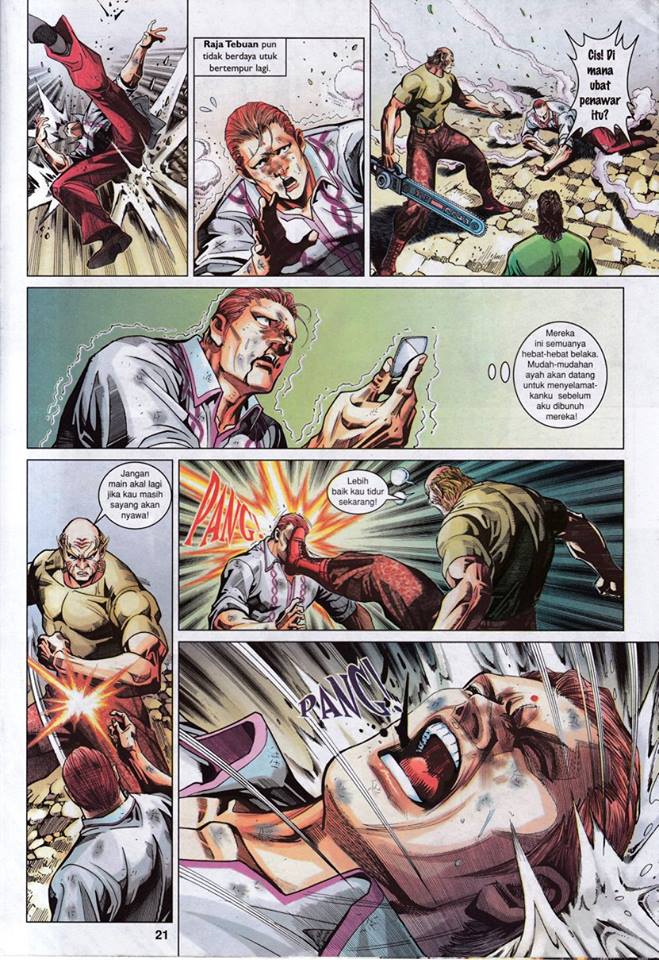 Raja Tebuan pun
tidak berdaya utuk
bertempur lagi.
Cis! Di
mana
ubat
penawar
itu?
Mereka
ini semuanya
hebat-hebat belaka.
Mudah-mudahan
ayah akan datang
untuk menyelamat-
kanku sebelum
aku dibunuh
mereka!
Jangan
main akal lagi
jika kau masih
sayang akan
nyawa!
PANG!
Lebih
baik kau tidur
sekarang!
PANG!
21